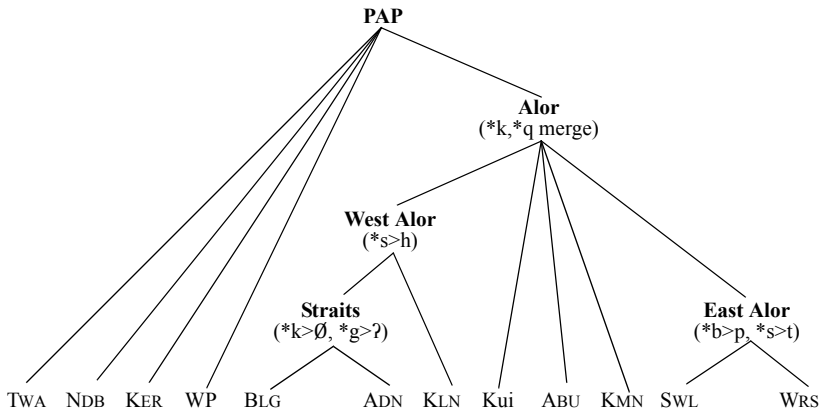 PAP
Alor
(*k,*q merge)
West Alor
(*s>h)
Straits
(*k>Ø, *g>ʔ)
East Alor
(*b>p, *s>t)
TWA NDB KER WP BLG ADN KLN Kui ABU KMN SWL WRS